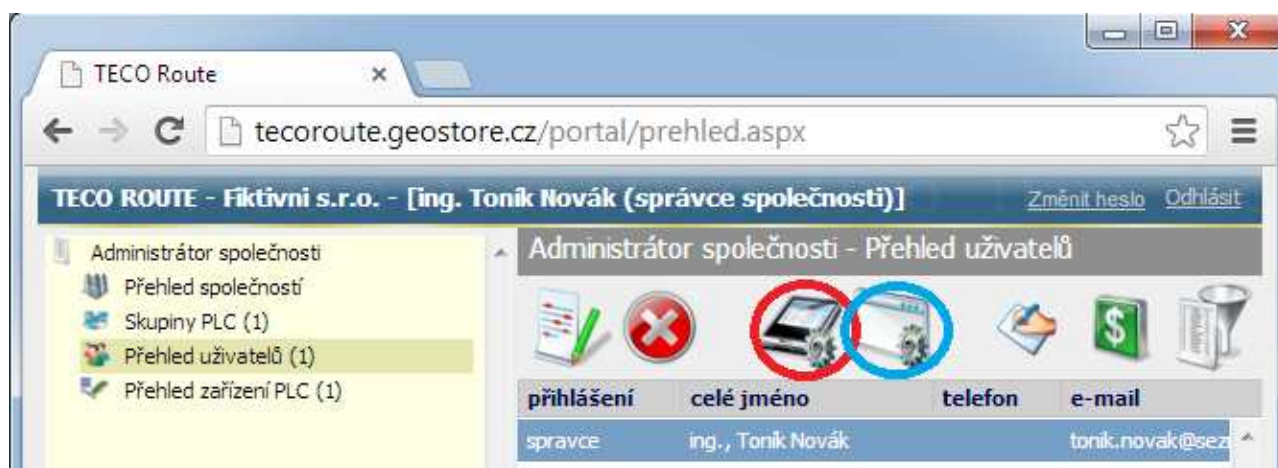 TECO Route
tecoroute.geostore.cz/portal/prehled.aspx
TECO ROUTE - Fiktivni s.r.o. - [ing. Toník Novák (správce společnosti)] Změnit heslo Odhlásit
Administrátor společnosti
Přehled společností
Skupiny PLC (1)
Přehled uživatelů (1)
Přehled zařízení PLC (1)
Administrátor společnosti - Přehled uživatelů
přihlášení celé jméno telefon e-mail
spravce ing., Toník Novák